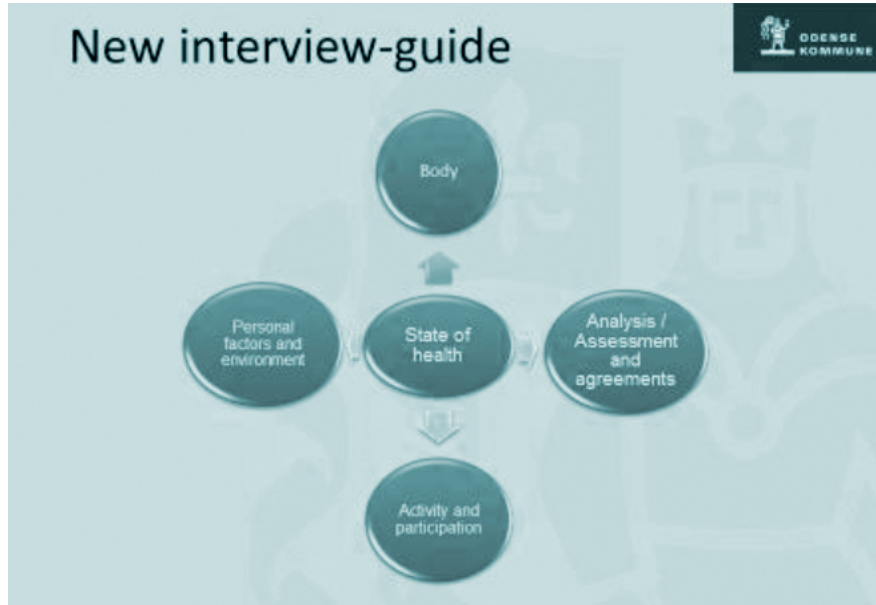 New interview-guide
ODENSE
KOMMUNE
Body
Personal
factors and
environment
State of
health
Analysis /
Assessment
and
agreements
Activity and
participation